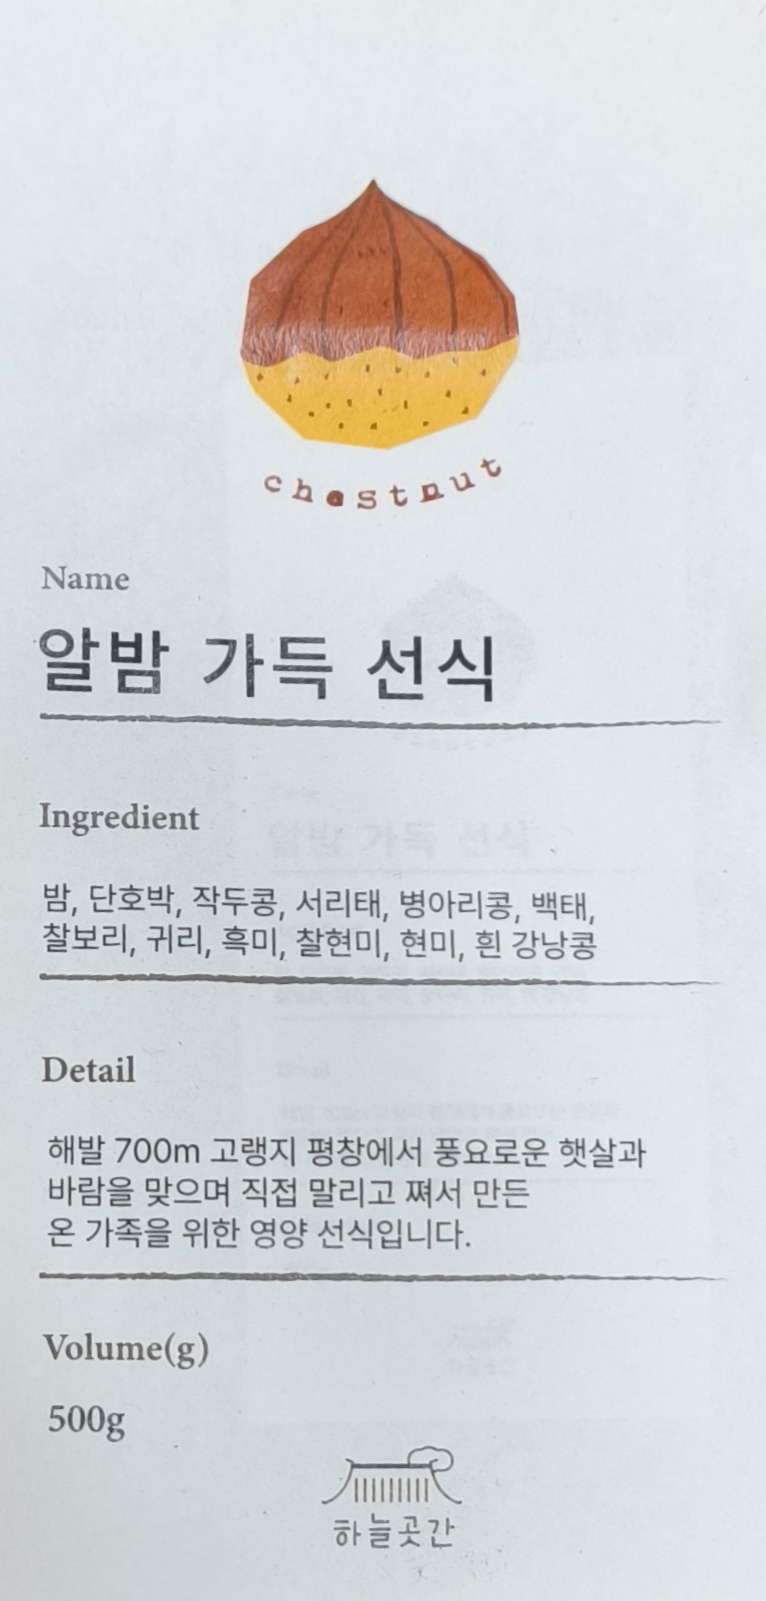 chestnut
Name
알밤 가득 선식
Ingredient
밤, 단호박, 작두콩, 서리태, 병아리콩, 백태,
찰보리, 귀리, 흑미, 찰현미, 현미, 흰 강낭콩
Detail
해발 700m 고랭지 평창에서 풍요로운 햇살과
바람을 맞으며 직접 말리고 쪄서 만든
온 가족을 위한 영양 선식입니다.
Volume(g)
500g
하늘곳간